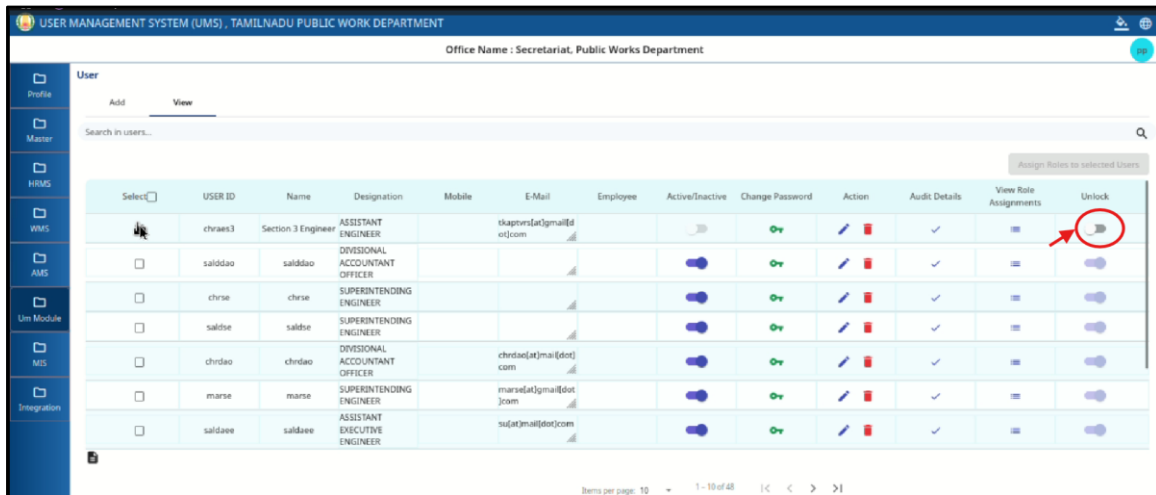 USER MANAGEMENT SYSTEM (UMS) , TAMILNADU PUBLIC WORK DEPARTMENT
Office Name : Secretariat, Public Works Department
pp
Profile
Master
HRMS
WMS
AMS
Um Module
MIS
Integration
User
Add View
Search in users...
Assign Roles to selected Users
Select USER ID Name Designation Mobile E-Mail Employee Active/Inactive Change Password Action Audit Details View Role Assignments Unlock
chraes3 Section 3 Engineer ASSISTANT ENGINEER tkaptvrs[at]gmail[dot]com
salddao salddao DIVISIONAL ACCOUNTANT OFFICER
chrse chrse SUPERINTENDING ENGINEER
saldse saldse SUPERINTENDING ENGINEER
chrdao chrdao DIVISIONAL ACCOUNTANT OFFICER chrdao[at]mail[dot]com
marse marse SUPERINTENDING ENGINEER marse[at]gmail[dot]com
saldaee saldaee ASSISTANT EXECUTIVE ENGINEER su[at]mail[dot]com
Items per page: 10 1 – 10 of 48